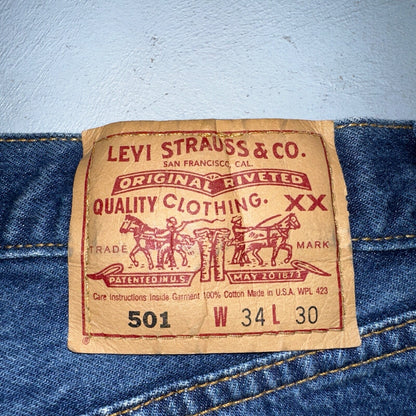 LEVI STRAUSS & CO.
SAN FRANCISCO, CAL.
ORIGINAL RIVETED
QUALITY CLOTHING. XX
TRADE MARK
PATENTED IN U.S. MAY 20 1873
Care Instructions Inside Garment 100% Cotton Made in U.S.A. WPL 423
501 W 34 L 30
®